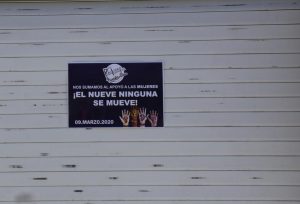 NOS SUMAMOS AL APOYO A LAS MUJERES
¡EL NUEVE NINGUNA
SE MUEVE!
09.MARZO.2020